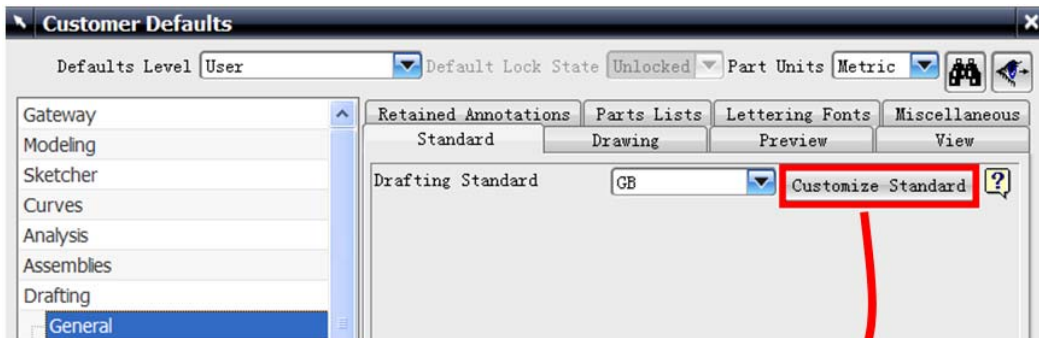 Customer Defaults
Defaults Level User Default Lock State Unlocked Part Units Metric
Gateway
Modeling
Sketcher
Curves
Analysis
Assemblies
Drafting
General
Retained Annotations Parts Lists Lettering Fonts Miscellaneous
Standard Drawing Preview View
Drafting Standard GB Customize Standard ?